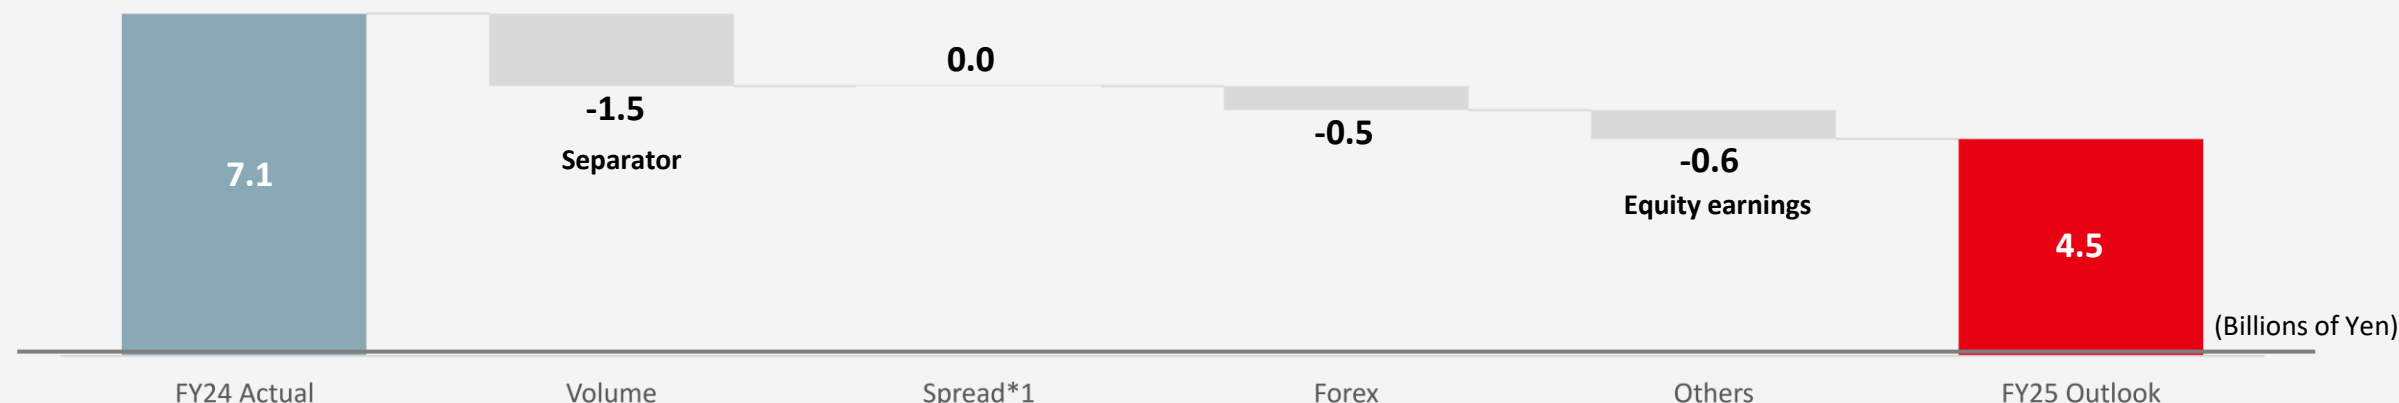 0.0
-1.5
Separator
-0.5
-0.6
Equity earnings
7.1
4.5
(Billions of Yen)
FY24 Actual
Volume
Spread*1
Forex
Others
FY25 Outlook